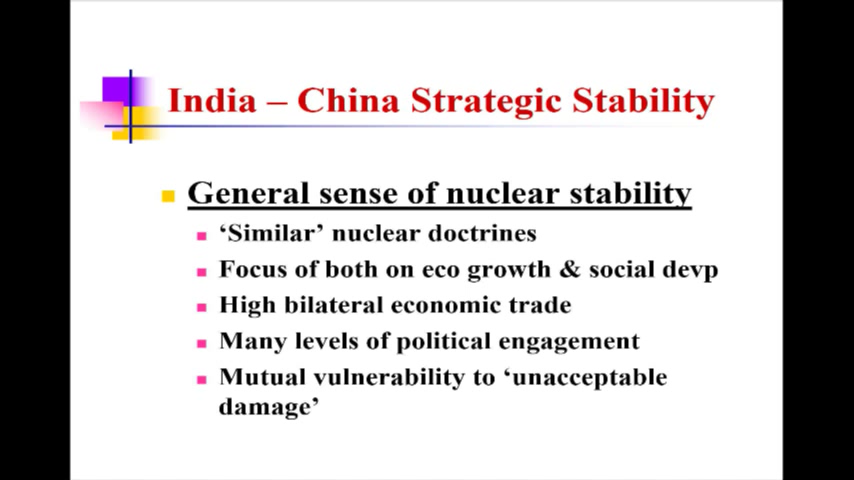 India – China Strategic Stability
General sense of nuclear stability
‘Similar’ nuclear doctrines
Focus of both on eco growth & social devp
High bilateral economic trade
Many levels of political engagement
Mutual vulnerability to ‘unacceptable
damage’